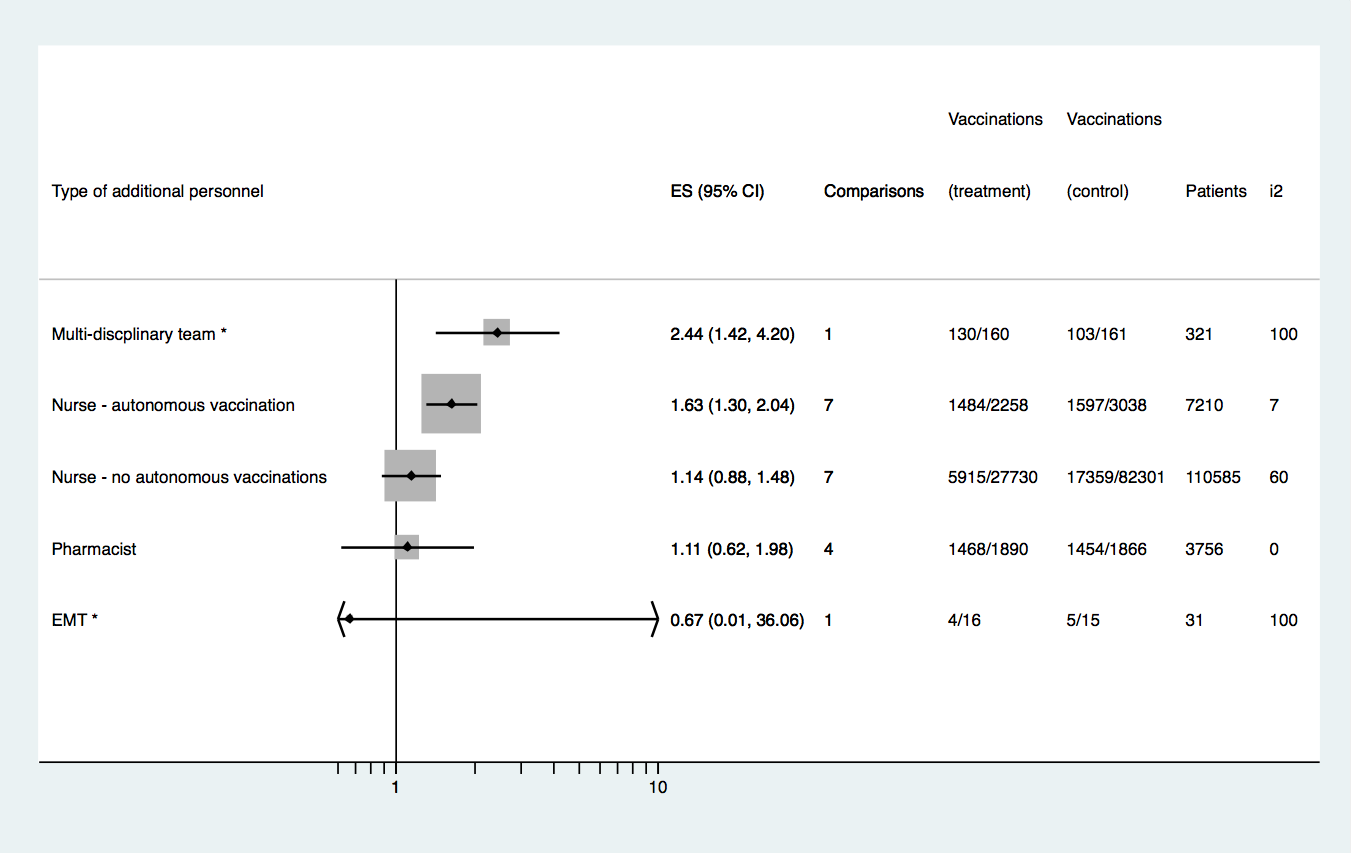 Vaccinations Vaccinations
Type of additional personnel ES (95% CI) Comparisons (treatment) (control) Patients i2
Multi-discplinary team * 2.44 (1.42, 4.20) 1 130/160 103/161 321 100
Nurse - autonomous vaccination 1.63 (1.30, 2.04) 7 1484/2258 1597/3038 7210 7
Nurse - no autonomous vaccinations 1.14 (0.88, 1.48) 7 5915/27730 17359/82301 110585 60
Pharmacist 1.11 (0.62, 1.98) 4 1468/1890 1454/1866 3756 0
EMT * 0.67 (0.01, 36.06) 1 4/16 5/15 31 100
1 10